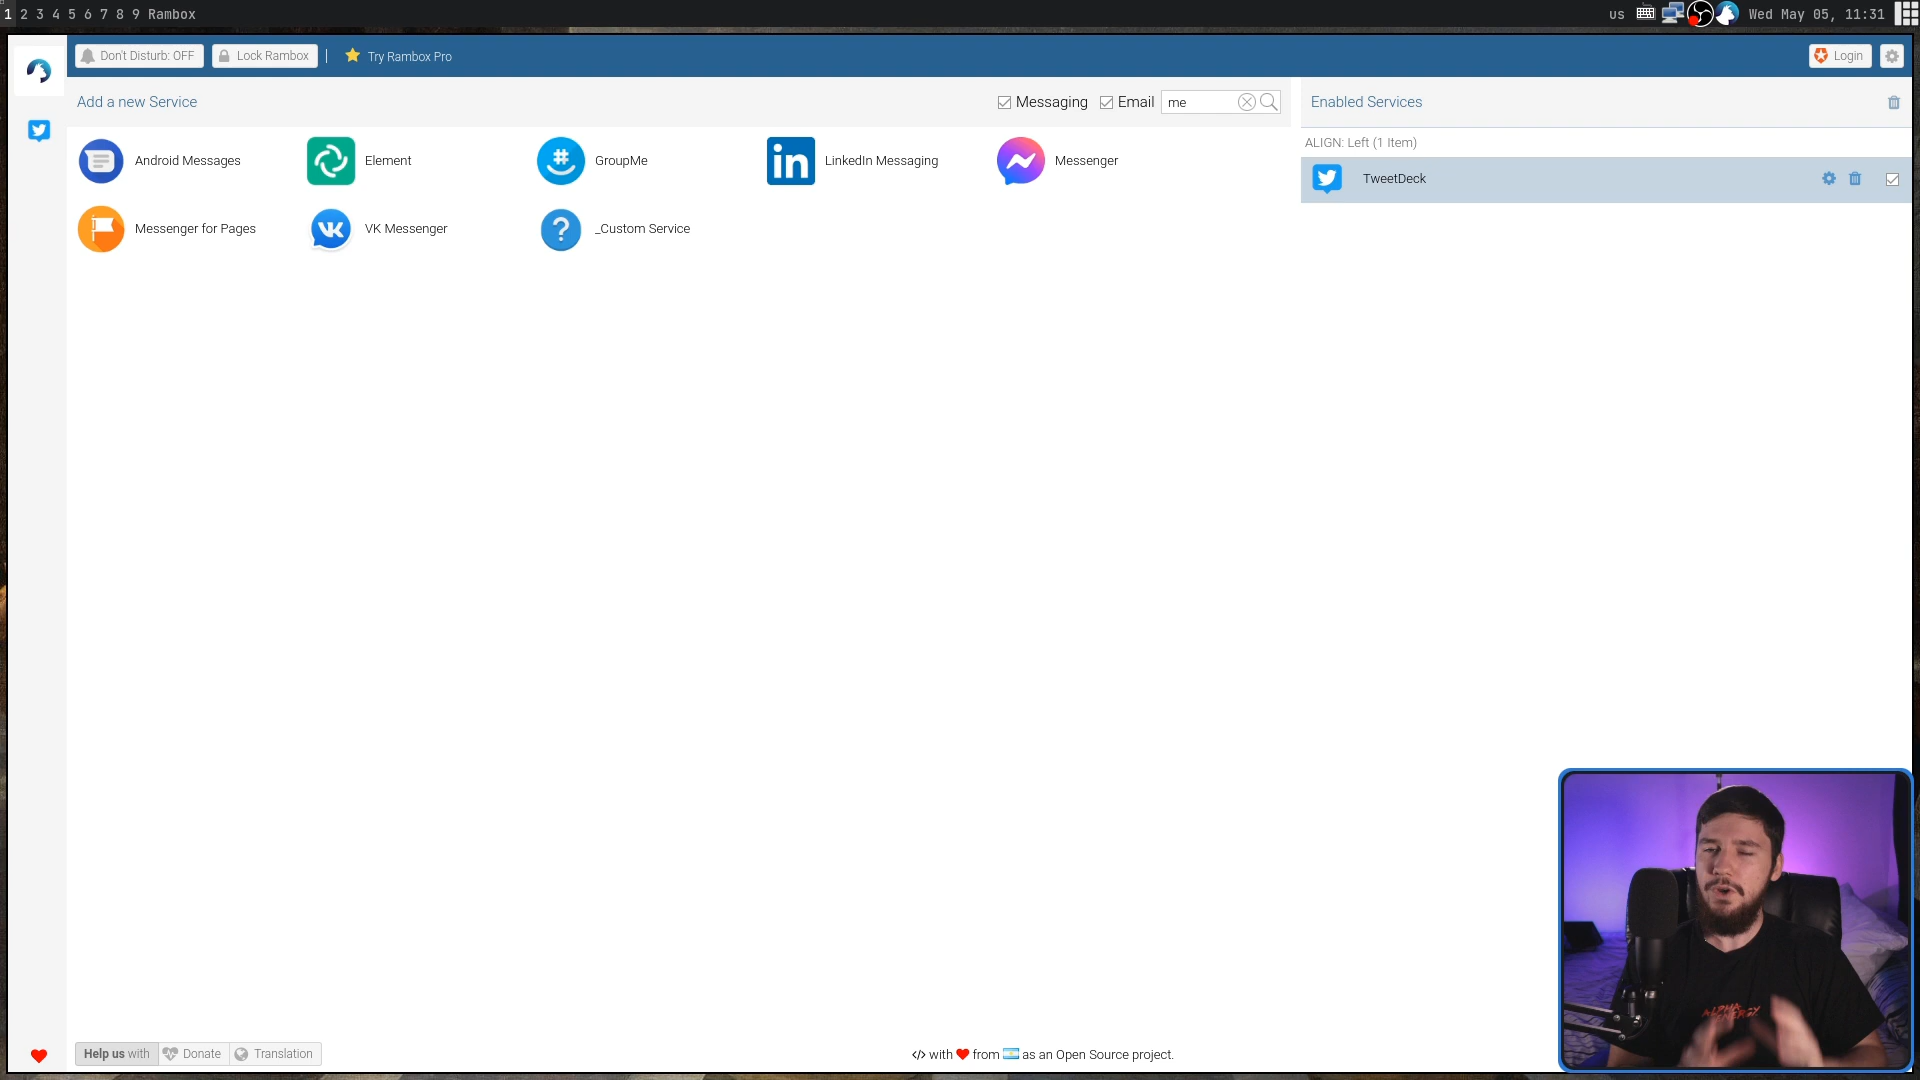 1 2 3 4 5 6 7 8 9 Rambox
us Wed May 05, 11:31
Don't Disturb: OFF Lock Rambox | Try Rambox Pro Login
Add a new Service Messaging Email me Enabled Services
ALIGN: Left (1 Item)
Android Messages Element GroupMe LinkedIn Messaging Messenger
TweetDeck
Messenger for Pages VK Messenger _Custom Service
Help us with Donate Translation
</> with from as an Open Source project.